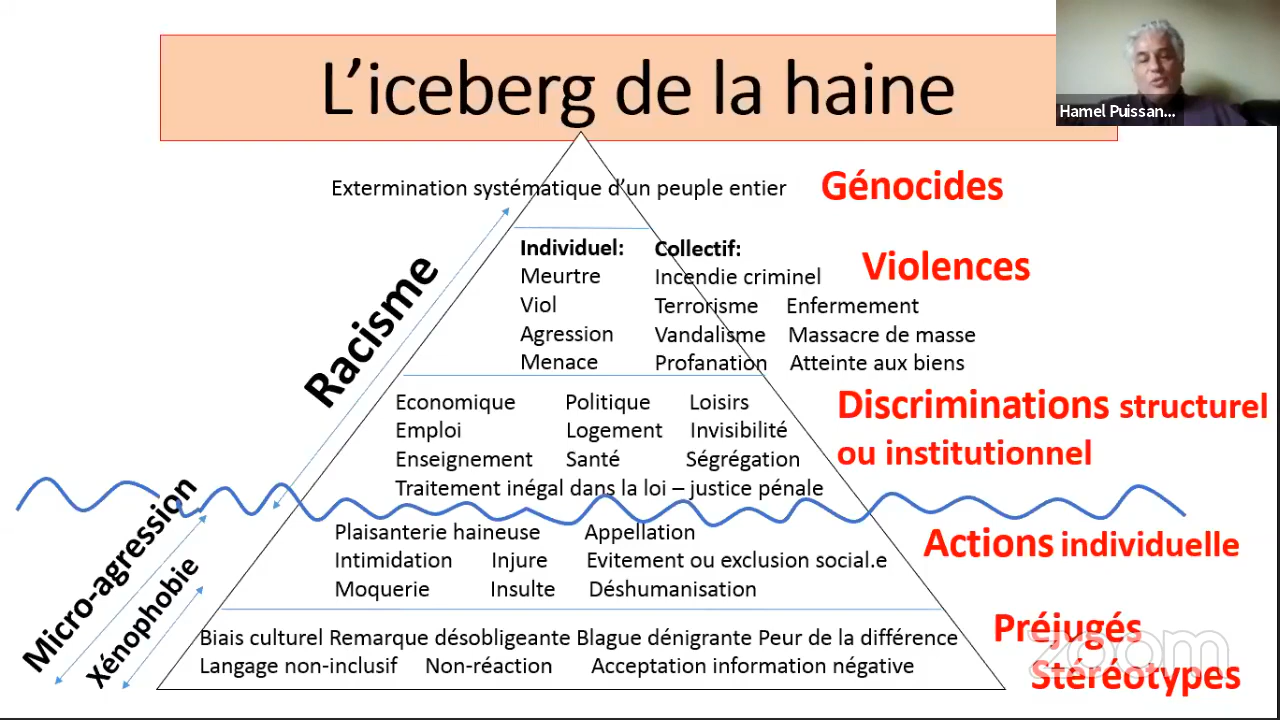 L'iceberg de la haine
Hamel Puissan...
Extermination systématique d'un peuple entier
Génocides
Individuel: Collectif:
Violences
Meurtre Incendie criminel
Viol Terrorisme Enfermement
Agression Vandalisme Massacre de masse
Menace Profanation Atteinte aux biens
Racisme
Economique Politique Loisirs
Discriminations structurel
Emploi Logement Invisibilité
ou institutionnel
Enseignement Santé Ségrégation
Traitement inégal dans la loi – justice pénale
Micro-agression
Plaisanterie haineuse Appellation
Actions individuelle
Intimidation Injure Evitement ou exclusion social.e
Moquerie Insulte Déshumanisation
Xénophobie
Biais culturel Remarque désobligeante Blague dénigrante Peur de la différence
Préjugés
Langage non-inclusif Non-réaction Acceptation information négative
Stéréotypes
zoom